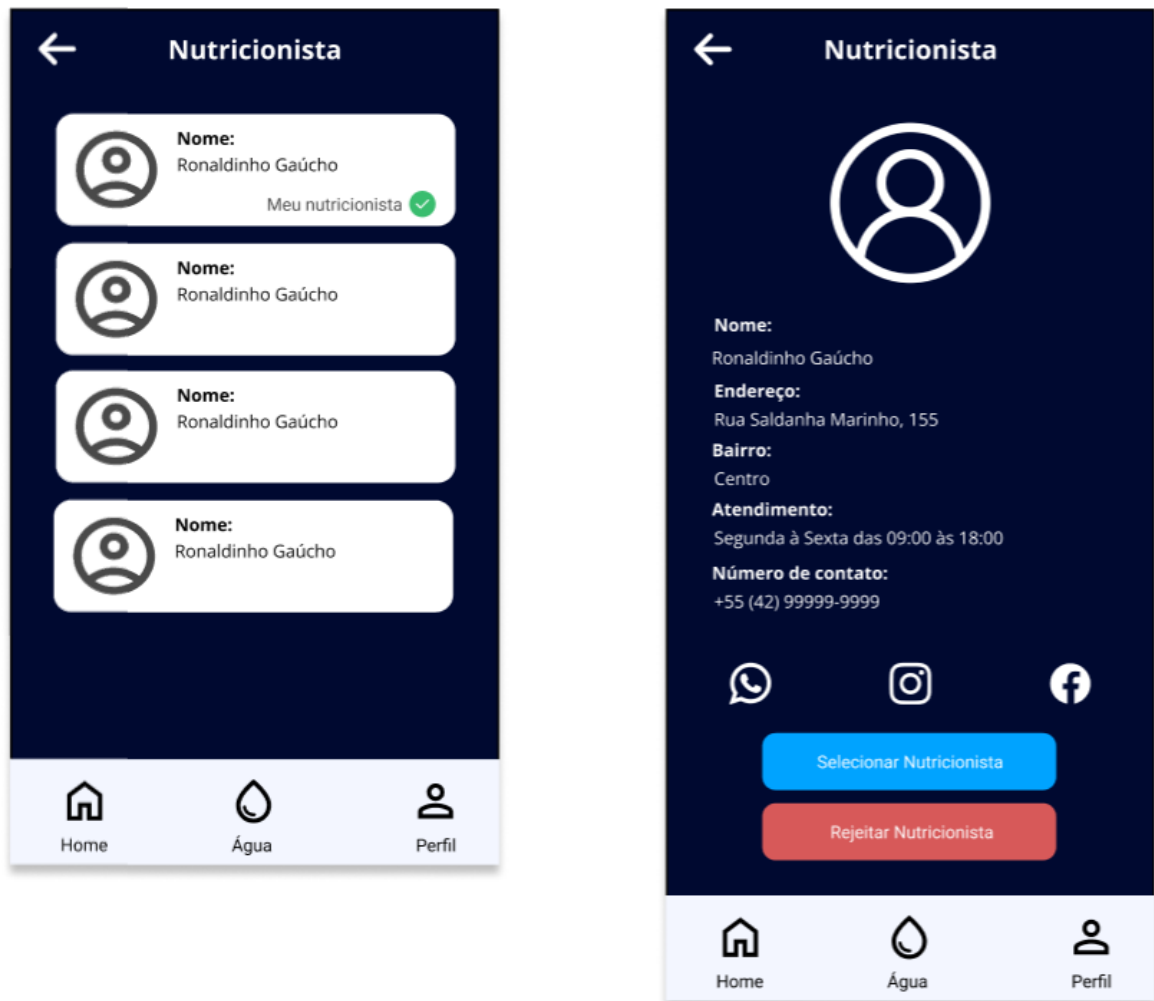 Nutricionista
Nome:
Ronaldinho Gaúcho
Meu nutricionista
Nome:
Ronaldinho Gaúcho
Nome:
Ronaldinho Gaúcho
Nome:
Ronaldinho Gaúcho
Home
Água
Perfil
Nutricionista
Nome:
Ronaldinho Gaúcho
Endereço:
Rua Saldanha Marinho, 155
Bairro:
Centro
Atendimento:
Segunda à Sexta das 09:00 às 18:00
Número de contato:
+55 (42) 99999-9999
Selecionar Nutricionista
Rejeitar Nutricionista
Home
Água
Perfil